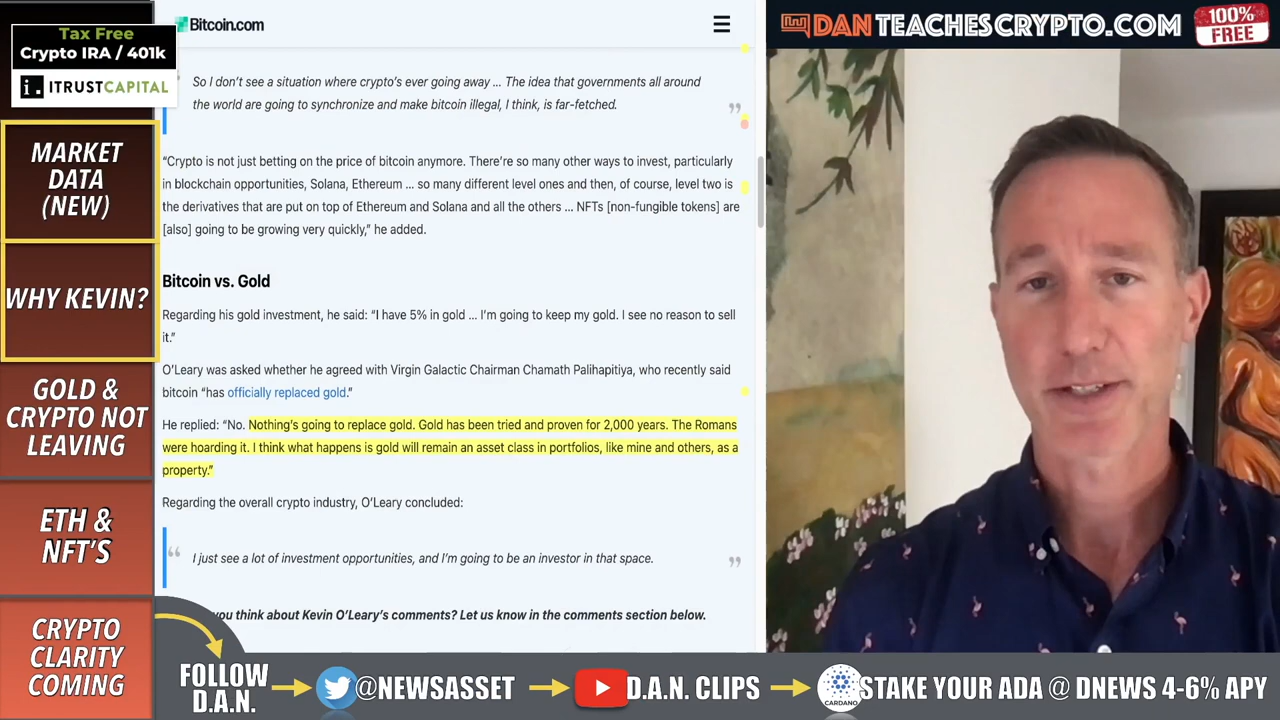 Tax Free
Crypto IRA / 401k
i. ITRUSTCAPITAL
MARKET
DATA
(NEW)
WHY KEVIN?
GOLD &
CRYPTO NOT
LEAVING
ETH &
NFT'S
CRYPTO
CLARITY
COMING
Bitcoin.com
So I don't see a situation where crypto's ever going away ... The idea that governments all around
the world are going to synchronize and make bitcoin illegal, I think, is far-fetched.
"Crypto is not just betting on the price of bitcoin anymore. There're so many other ways to invest, particularly
in blockchain opportunities, Solana, Ethereum ... so many different level ones and then, of course, level two is
the derivatives that are put on top of Ethereum and Solana and all the others ... NFTs [non-fungible tokens] are
[also] going to be growing very quickly," he added.
Bitcoin vs. Gold
Regarding his gold investment, he said: "I have 5% in gold ... I'm going to keep my gold. I see no reason to sell
it."
O'Leary was asked whether he agreed with Virgin Galactic Chairman Chamath Palihapitiya, who recently said
bitcoin "has officially replaced gold."
He replied: "No. Nothing's going to replace gold. Gold has been tried and proven for 2,000 years. The Romans
were hoarding it. I think what happens is gold will remain an asset class in portfolios, like mine and others, as a
property."
Regarding the overall crypto industry, O'Leary concluded:
I just see a lot of investment opportunities, and I'm going to be an investor in that space.
you think about Kevin O'Leary's comments? Let us know in the comments section below.
DANTEACHESCRYPTO.COM
100%
FREE
FOLLOW
D.A.N.
@NEWSASSET
D.A.N. CLIPS
CARDANO
STAKE YOUR ADA @ DNEWS 4-6% APY